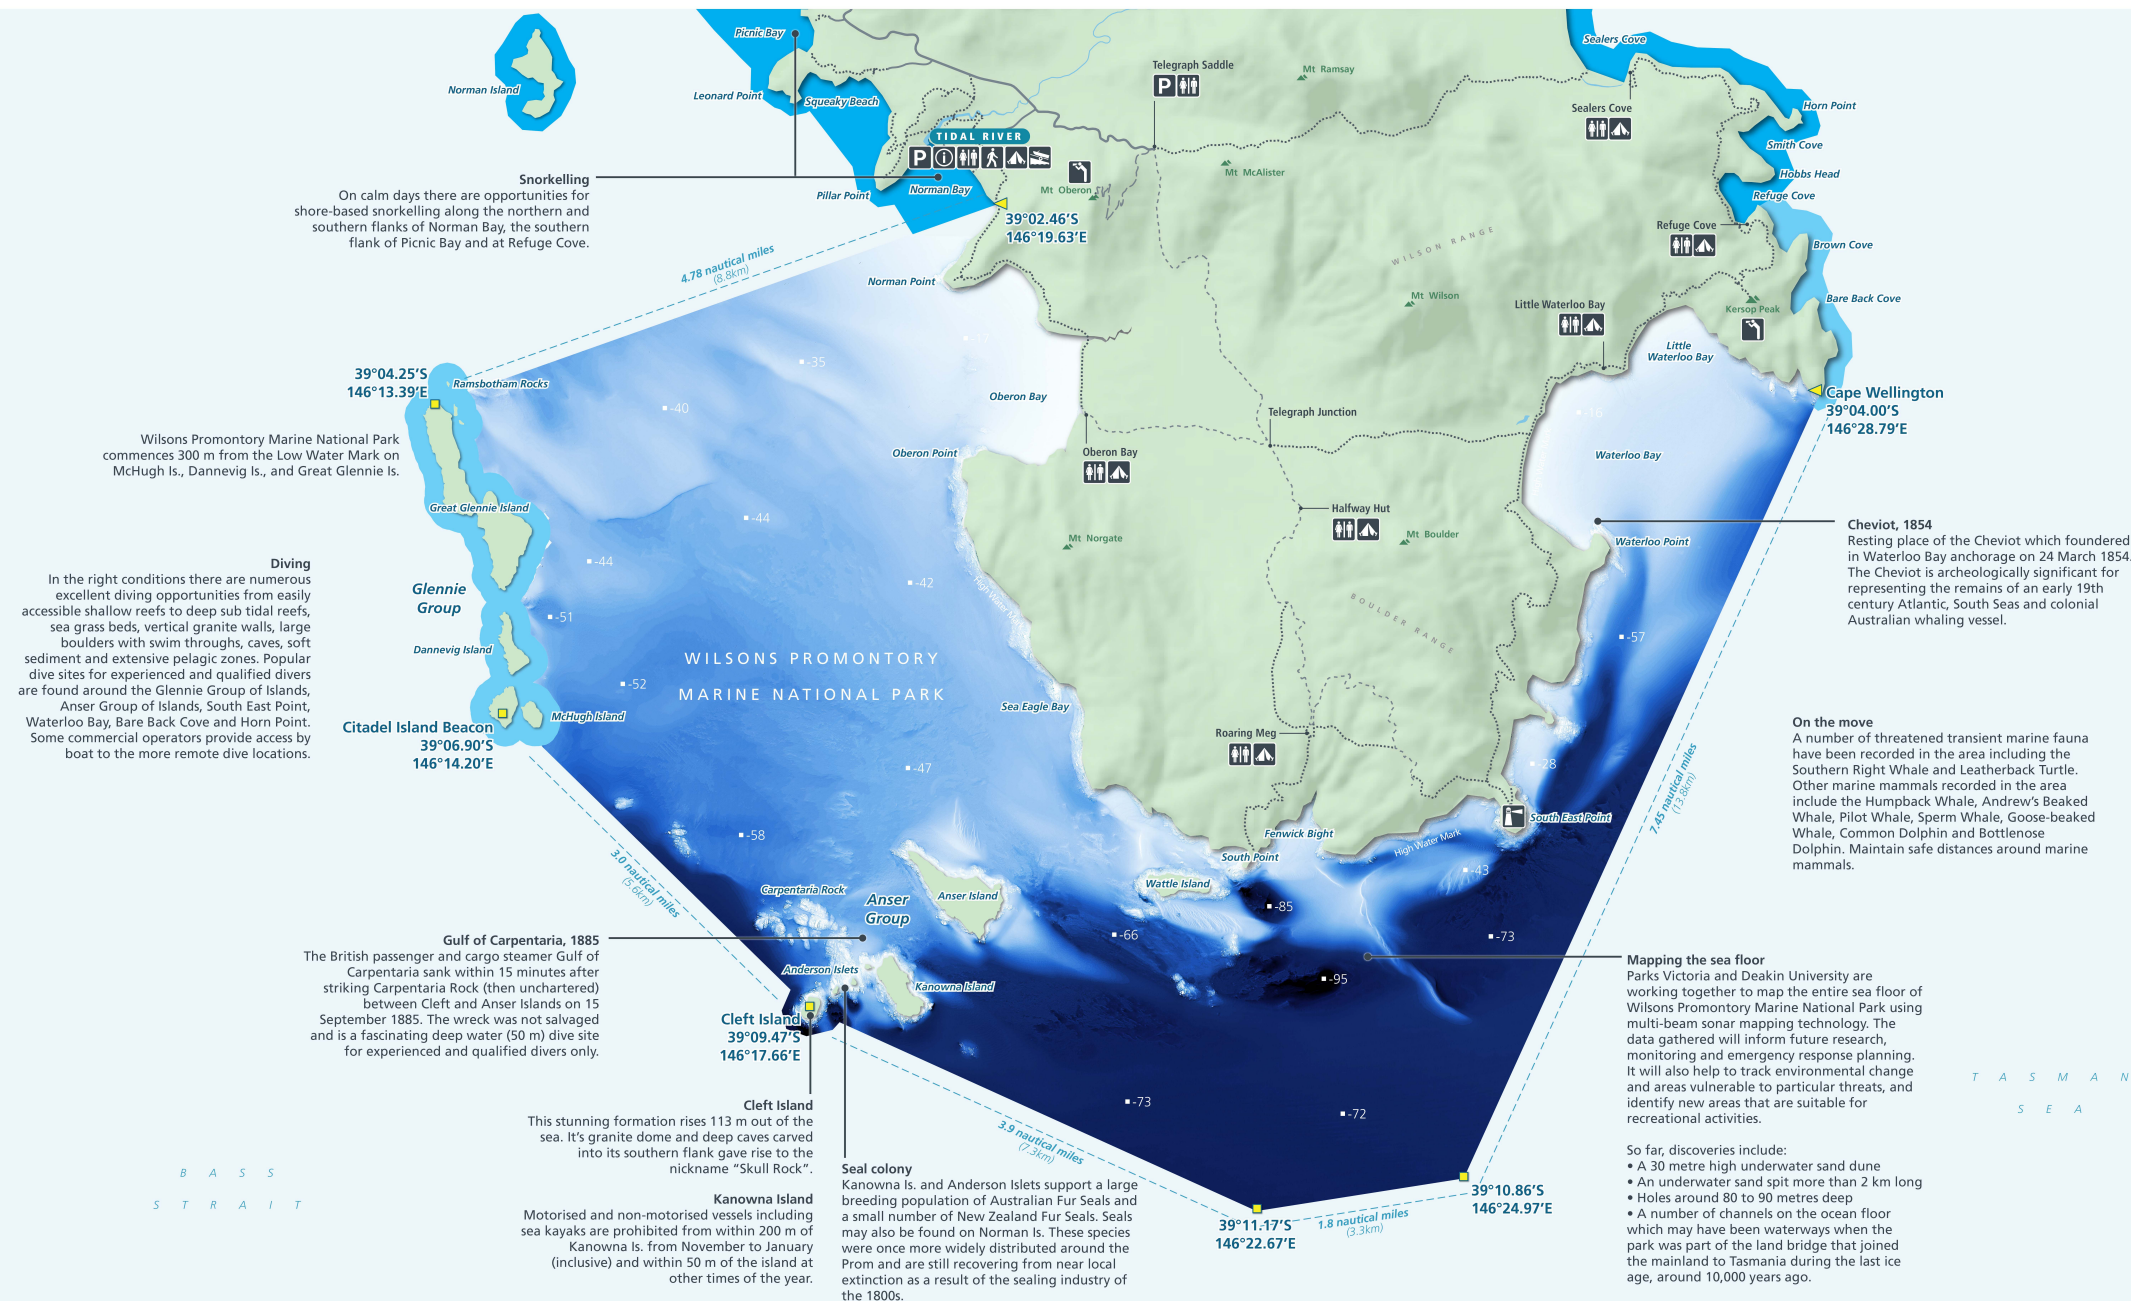 Picnic Bay
Sealers Cove
Norman Island
Leonard Point
Squeaky Beach
Telegraph Saddle
P
Mt Ramsay
Sealers Cove
Horn Point
Smith Cove
Hobbs Head
Refuge Cove
TIDAL RIVER
P
Mt McAlister
Mt Oberon
Norman Bay
Pillar Point
39°02.46'S
146°19.63'E
Refuge Cove
Brown Cove
WILSON RANGE
Snorkelling
On calm days there are opportunities for
shore-based snorkelling along the northern and
southern flanks of Norman Bay, the southern
flank of Picnic Bay and at Refuge Cove.
4.78 nautical miles
(8.8km)
Norman Point
Mt Wilson
Little Waterloo Bay
Kersop Peak
Bare Back Cove
Little
Waterloo Bay
-17
-35
-40
39°04.25'S
146°13.39'E
Ramsbotham Rocks
Oberon Bay
Telegraph Junction
-16
Cape Wellington
39°04.00'S
146°28.79'E
Wilsons Promontory Marine National Park
commences 300 m from the Low Water Mark on
McHugh Is., Dannevig Is., and Great Glennie Is.
Oberon Point
Oberon Bay
Waterloo Bay
Great Glennie Island
-44
-44
Halfway Hut
Mt Norgate
Mt Boulder
Waterloo Point
Cheviot, 1854
Resting place of the Cheviot which foundered
in Waterloo Bay anchorage on 24 March 1854.
The Cheviot is archeologically significant for
representing the remains of an early 19th
century Atlantic, South Seas and colonial
Australian whaling vessel.
Diving
In the right conditions there are numerous
excellent diving opportunities from easily
accessible shallow reefs to deep sub tidal reefs,
sea grass beds, vertical granite walls, large
boulders with swim throughs, caves, soft
sediment and extensive pelagic zones. Popular
dive sites for experienced and qualified divers
are found around the Glennie Group of Islands,
Anser Group of Islands, South East Point,
Waterloo Bay, Bare Back Cove and Horn Point.
Some commercial operators provide access by
boat to the more remote dive locations.
Glennie
Group
-42
High Water Mark
-51
BOULDER RANGE
-57
Dannevig Island
WILSONS PROMONTORY
MARINE NATIONAL PARK
-52
McHugh Island
Sea Eagle Bay
Citadel Island Beacon
39°06.90'S
146°14.20'E
Roaring Meg
-47
-28
7.45 nautical miles
(13.8km)
On the move
A number of threatened transient marine fauna
have been recorded in the area including the
Southern Right Whale and Leatherback Turtle.
Other marine mammals recorded in the area
include the Humpback Whale, Andrew's Beaked
Whale, Pilot Whale, Sperm Whale, Goose-beaked
Whale, Common Dolphin and Bottlenose
Dolphin. Maintain safe distances around marine
mammals.
-58
Fenwick Bight
South East Point
High Water Mark
South Point
3.0 nautical miles
(5.6km)
Carpentaria Rock
Anser
Group
Anser Island
Wattle Island
-43
-85
-66
-73
-95
Gulf of Carpentaria, 1885
The British passenger and cargo steamer Gulf of
Carpentaria sank within 15 minutes after
striking Carpentaria Rock (then unchartered)
between Cleft and Anser Islands on 15
September 1885. The wreck was not salvaged
and is a fascinating deep water (50 m) dive site
for experienced and qualified divers only.
Anderson Islets
Kanowna Island
Cleft Island
39°09.47'S
146°17.66'E
Mapping the sea floor
Parks Victoria and Deakin University are
working together to map the entire sea floor of
Wilsons Promontory Marine National Park using
multi-beam sonar mapping technology. The
data gathered will inform future research,
monitoring and emergency response planning.
It will also help to track environmental change
and areas vulnerable to particular threats, and
identify new areas that are suitable for
recreational activities.
So far, discoveries include:
• A 30 metre high underwater sand dune
• An underwater sand spit more than 2 km long
• Holes around 80 to 90 metres deep
• A number of channels on the ocean floor
which may have been waterways when the
park was part of the land bridge that joined
the mainland to Tasmania during the last ice
age, around 10,000 years ago.
TASMAN
SEA
-73
-72
3.9 nautical miles
(7.3km)
Cleft Island
This stunning formation rises 113 m out of the
sea. It's granite dome and deep caves carved
into its southern flank gave rise to the
nickname "Skull Rock".
BASS
STRAIT
Kanowna Island
Motorised and non-motorised vessels including
sea kayaks are prohibited from within 200 m of
Kanowna Is. from November to January
(inclusive) and within 50 m of the island at
other times of the year.
Seal colony
Kanowna Is. and Anderson Islets support a large
breeding population of Australian Fur Seals and
a small number of New Zealand Fur Seals. Seals
may also be found on Norman Is. These species
were once more widely distributed around the
Prom and are still recovering from near local
extinction as a result of the sealing industry of
the 1800s.
39°11.17'S
146°22.67'E
1.8 nautical miles
(3.3km)
39°10.86'S
146°24.97'E